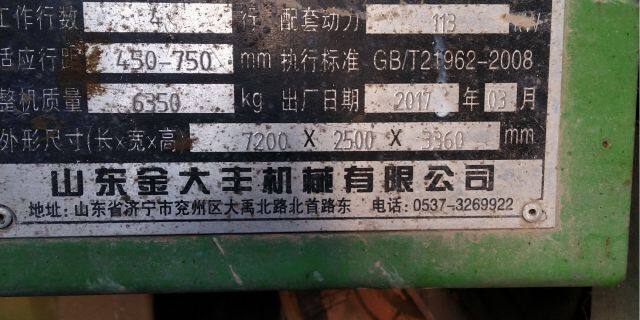 工作行数 4 行 配套动力 113 kW
适应行距 450-750 mm 执行标准 GB/T21962-2008
整机质量 6350 kg 出厂日期 2017 年 03 月
外形尺寸(长×宽×高) 7200 X 2500 X 3360 mm
山东金大丰机械有限公司
地址: 山东省济宁市兖州区大禹北路北首路东 电话: 0537-3269922